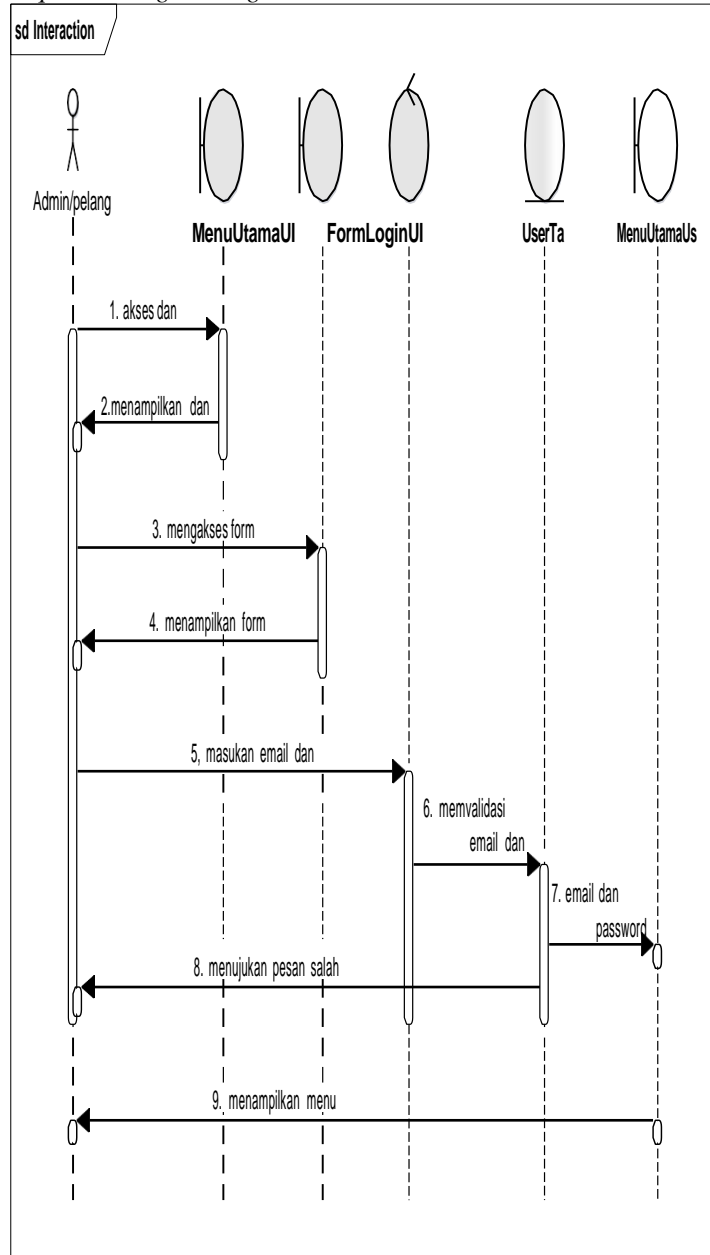 sd Interaction
Admin/pelang
MenuUtamaUI
FormLoginUI
UserTa
MenuUtamaUs
1. akses dan
2.menampilkan dan
3. mengakses form
4. menampilkan form
5, masukan email dan
6. memvalidasi
email dan
7. email dan
password
8. menujukan pesan salah
9. menampilkan menu